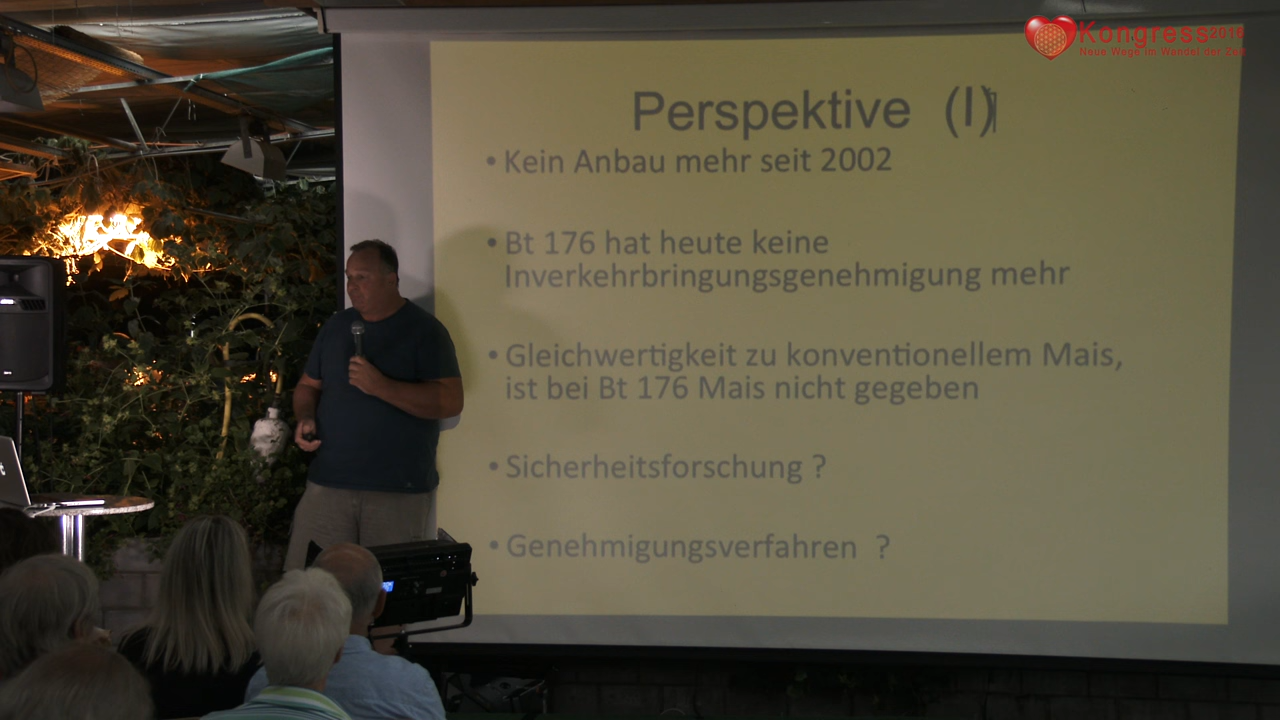 Kongress2016
Neue Wege im Wandel der Zeit
Perspektive (I)
• Kein Anbau mehr seit 2002
• Bt 176 hat heute keine
Inverkehrbringungsgenehmigung mehr
• Gleichwertigkeit zu konventionellem Mais,
ist bei Bt 176 Mais nicht gegeben
• Sicherheitsforschung ?
• Genehmigungsverfahren ?